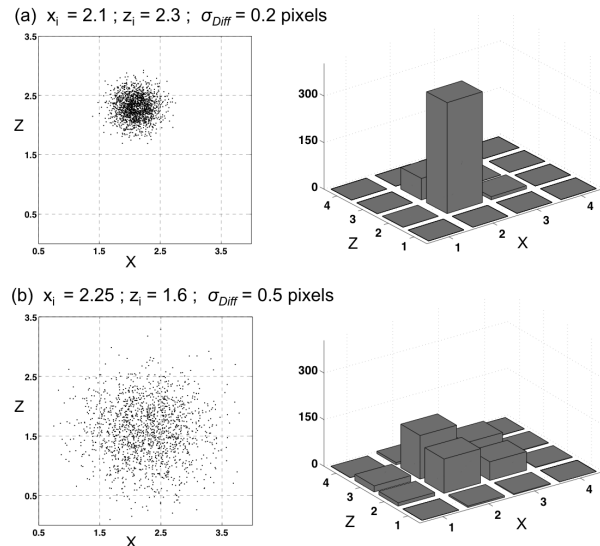 (a) xᵢ = 2.1 ; zᵢ = 2.3 ; σ_Diff = 0.2 pixels
3.5
2.5
1.5
0.5
Z
0.5 1.5 2.5 3.5
X
300
150
0
4 3 2 1
Z
1 2 3 4
X
(b) xᵢ = 2.25 ; zᵢ = 1.6 ; σ_Diff = 0.5 pixels
3.5
2.5
1.5
0.5
Z
0.5 1.5 2.5 3.5
X
300
150
0
4 3 2 1
Z
1 2 3 4
X